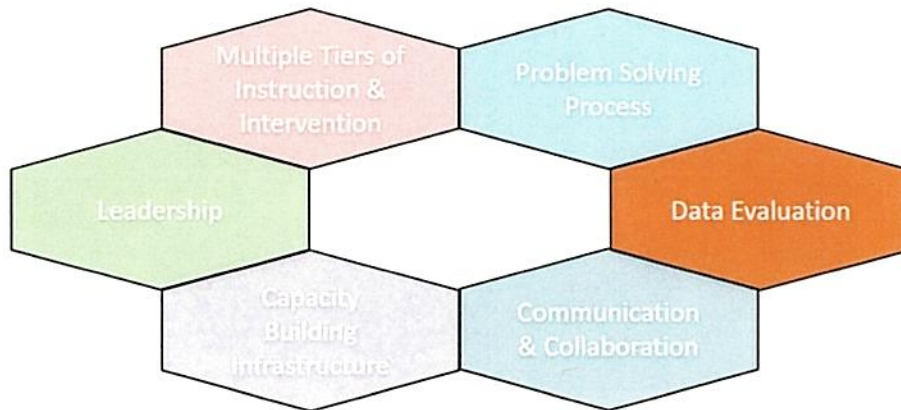 Multiple Tiers of
Instruction &
Intervention
Problem Solving
Process
Leadership
Data Evaluation
Capacity
Building
Infrastructure
Communication
& Collaboration